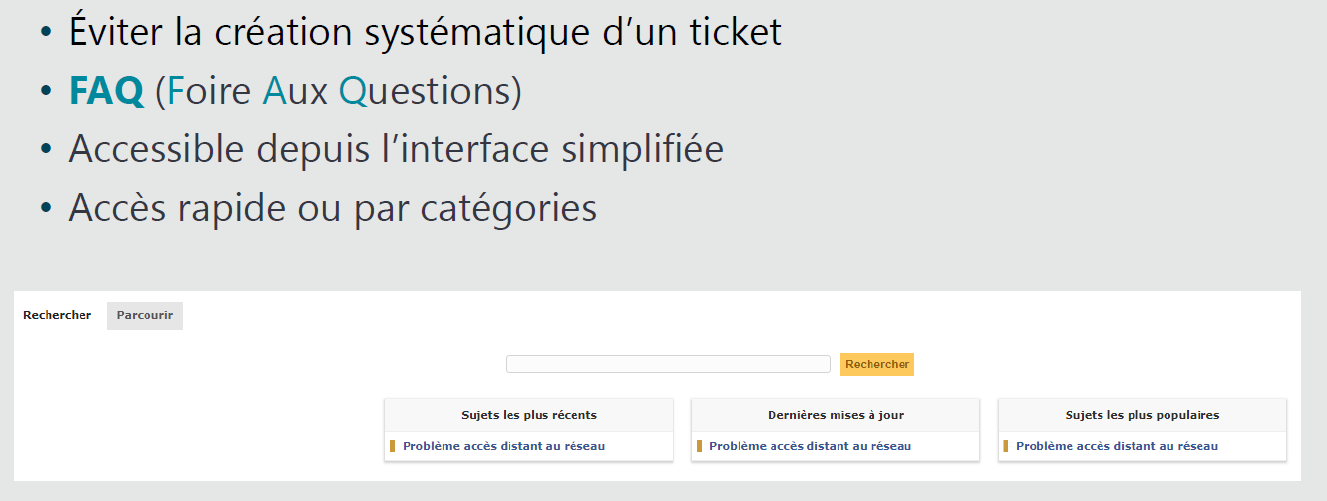 • Éviter la création systématique d’un ticket
• FAQ (Foire Aux Questions)
• Accessible depuis l’interface simplifiée
• Accès rapide ou par catégories
Rechercher Parcourir
Rechercher
Sujets les plus récents Dernières mises à jour Sujets les plus populaires
Problème accès distant au réseau Problème accès distant au réseau Problème accès distant au réseau